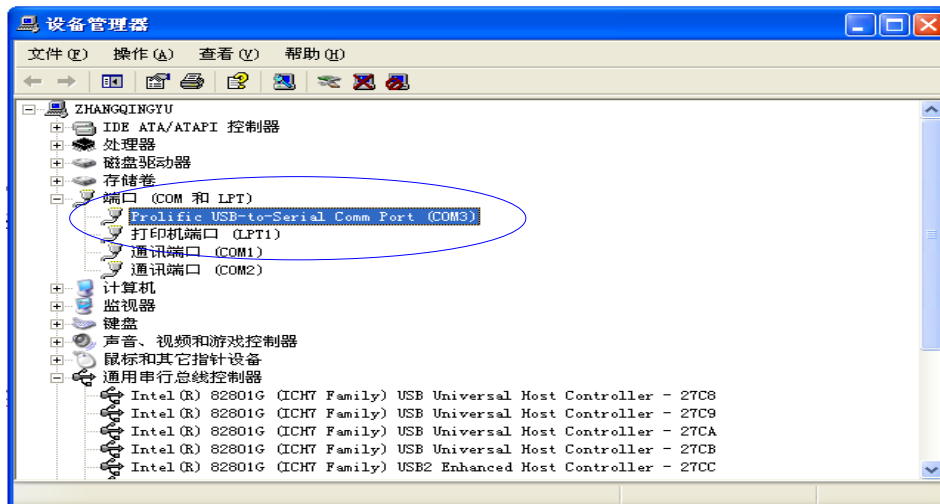 设备管理器
文件(F) 操作(A) 查看(V) 帮助(H)
ZHANGQINGYU
IDE ATA/ATAPI 控制器
处理器
磁盘驱动器
存储卷
端口 (COM 和 LPT)
Prolific USB-to-Serial Comm Port (COM3)
打印机端口 (LPT1)
通讯端口 (COM1)
通讯端口 (COM2)
计算机
监视器
键盘
声音、视频和游戏控制器
鼠标和其它指针设备
通用串行总线控制器
Intel(R) 82801G (ICH7 Family) USB Universal Host Controller - 27C8
Intel(R) 82801G (ICH7 Family) USB Universal Host Controller - 27C9
Intel(R) 82801G (ICH7 Family) USB Universal Host Controller - 27CA
Intel(R) 82801G (ICH7 Family) USB Universal Host Controller - 27CB
Intel(R) 82801G (ICH7 Family) USB2 Enhanced Host Controller - 27CC